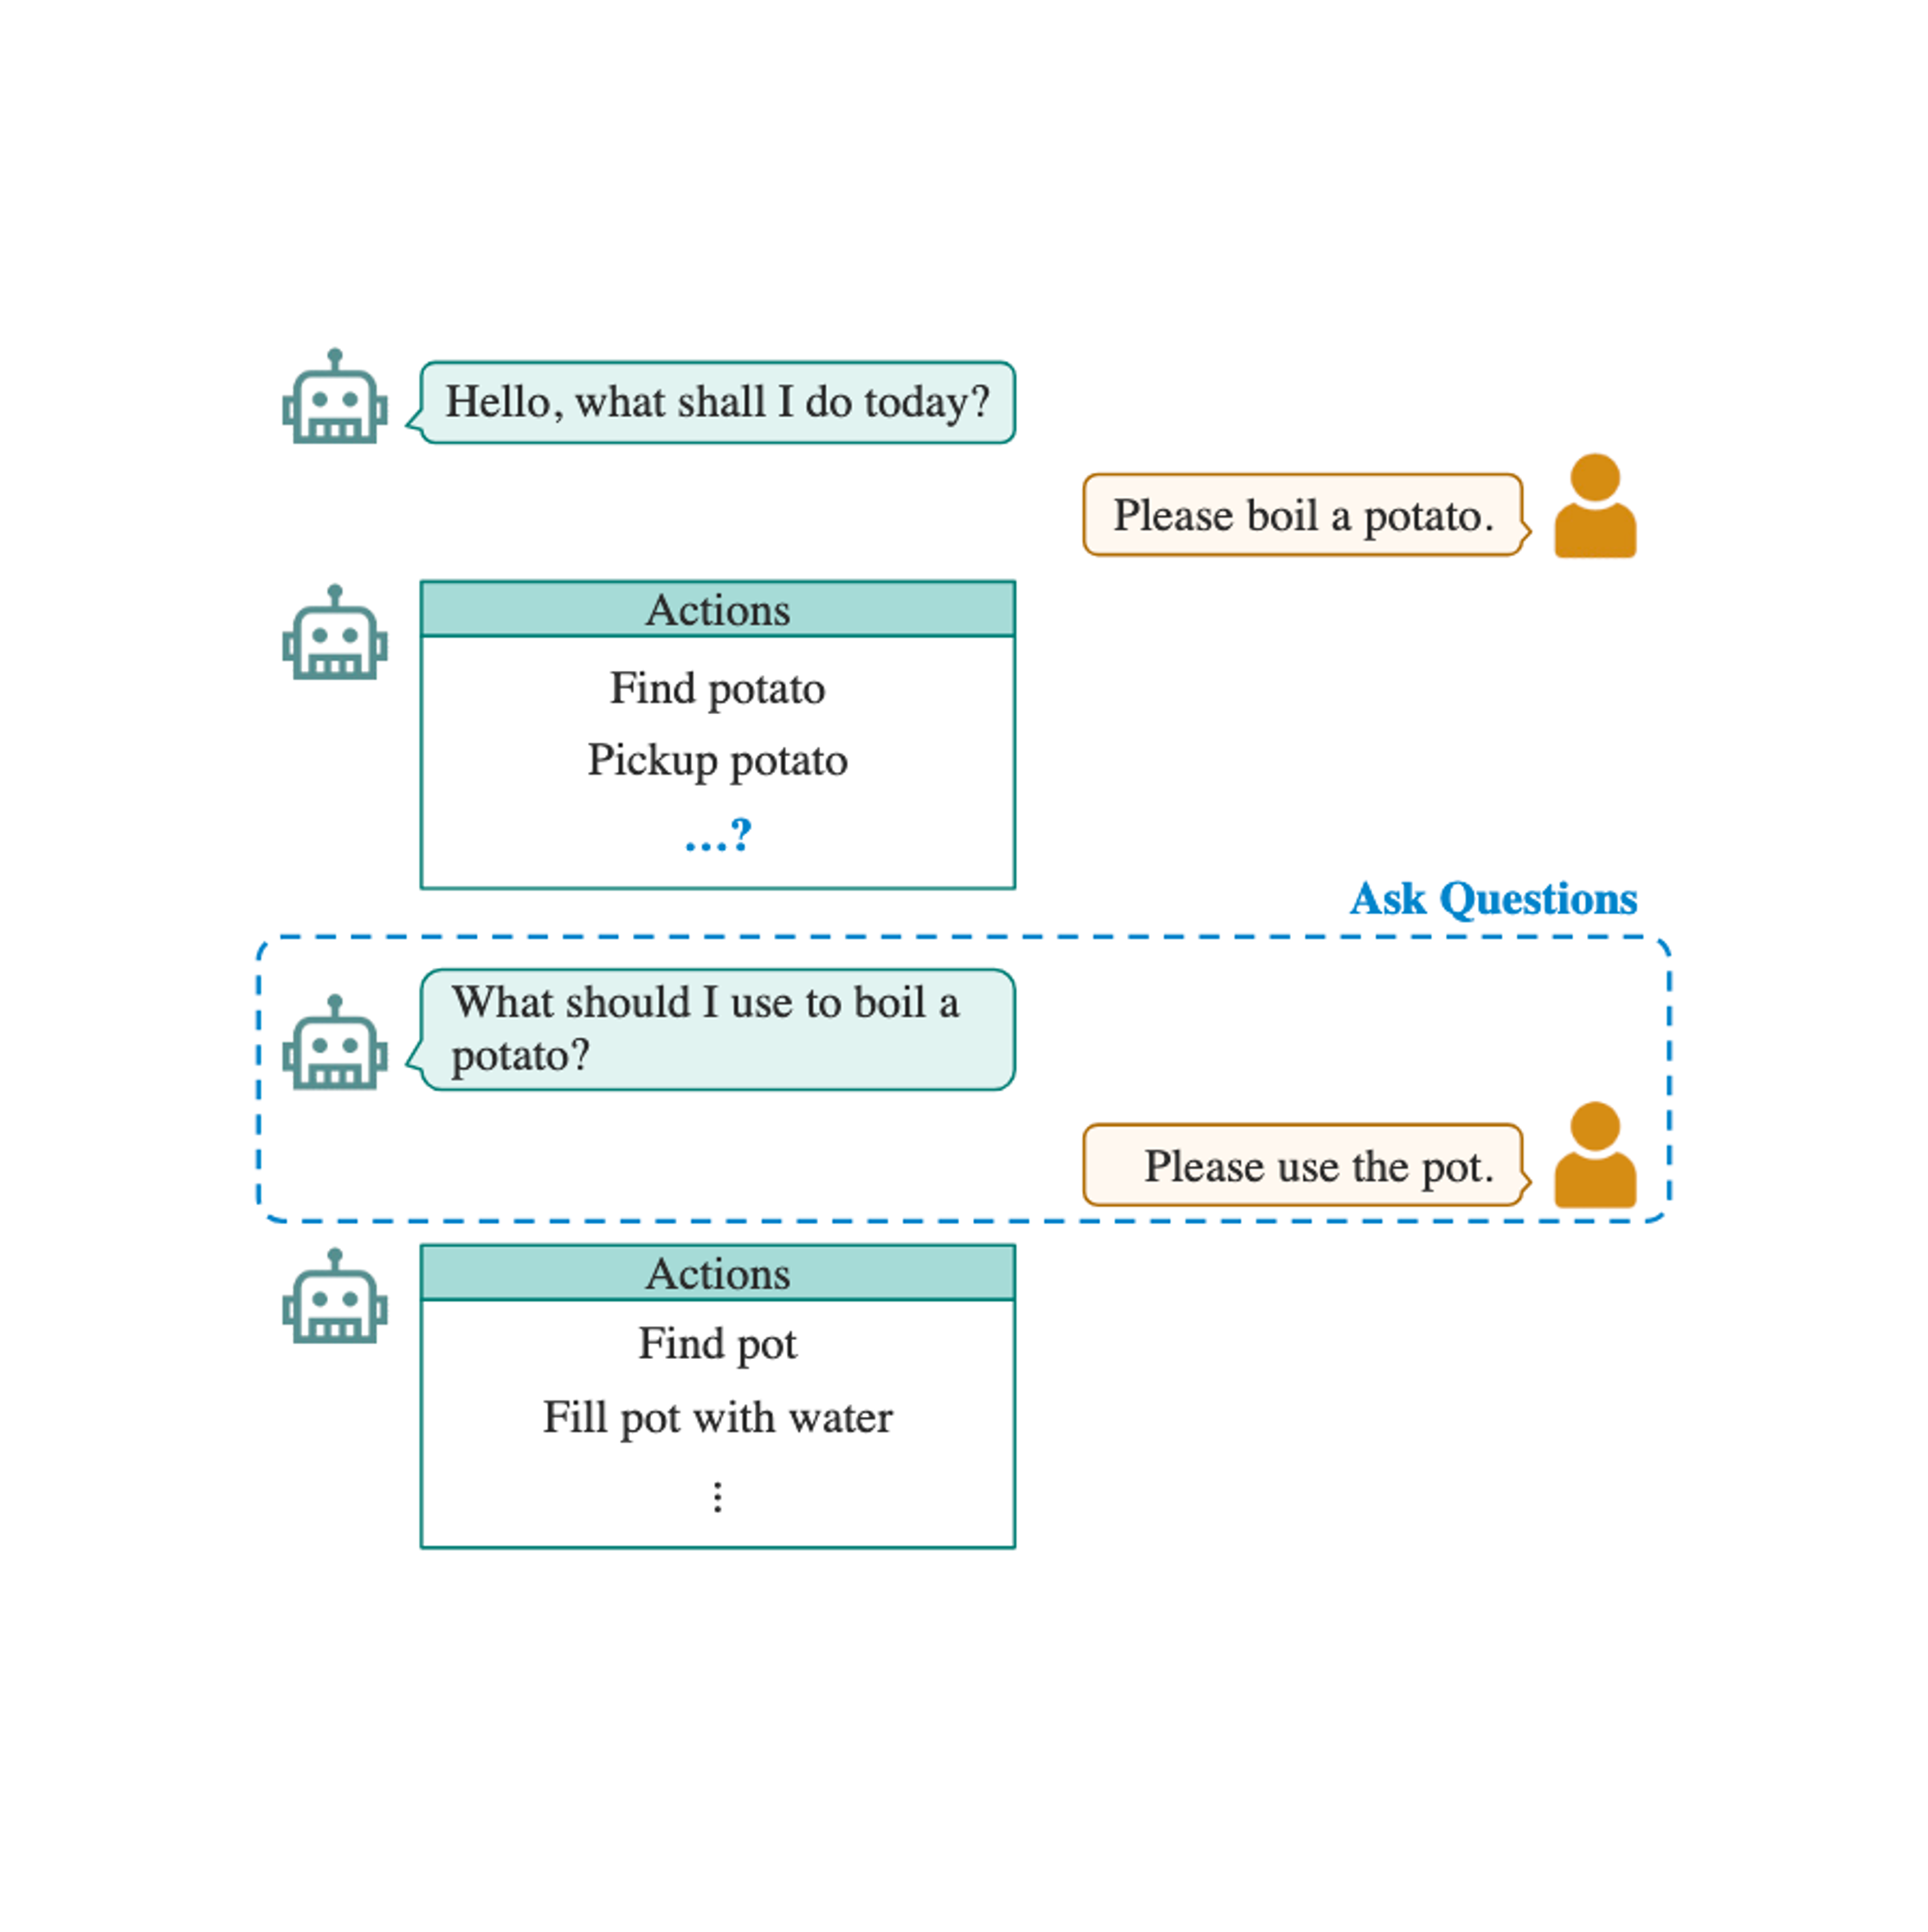 Hello, what shall I do today?
Please boil a potato.
Actions
Find potato
Pickup potato
...?
Ask Questions
What should I use to boil a
potato?
Please use the pot.
Actions
Find pot
Fill pot with water
⋮